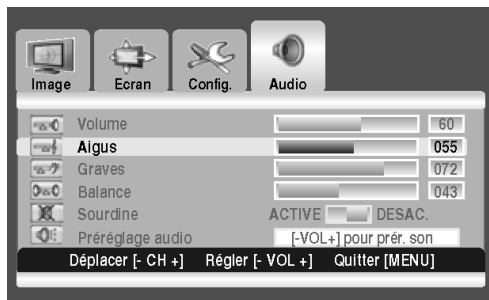 Image Ecran Config. Audio
Volume 60
Aigus 055
Graves 072
Balance 043
Sourdine ACTIVE DESAC.
Préréglage audio [-VOL+] pour prér. son
Déplacer [- CH +] Régler [- VOL +] Quitter [MENU]